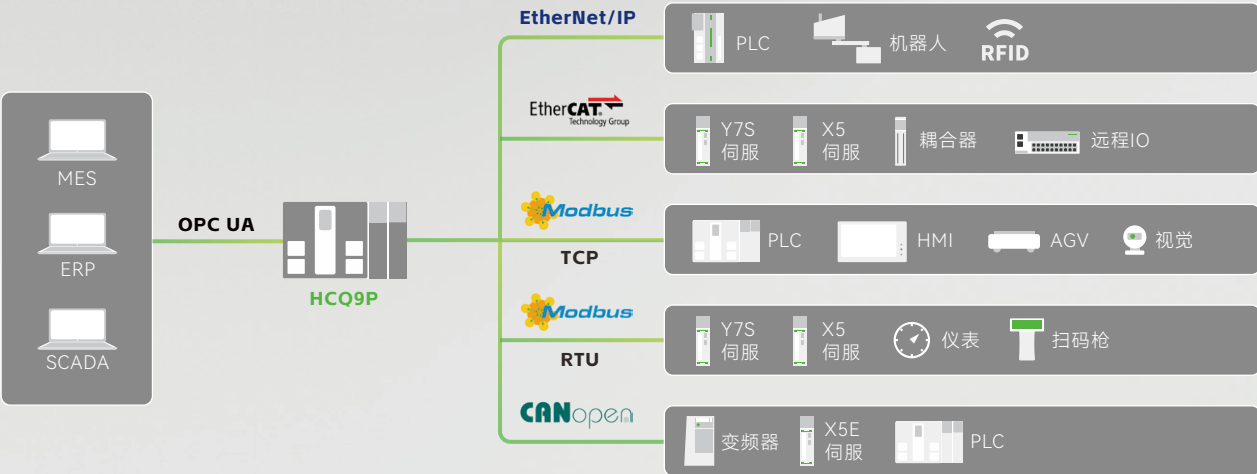 MES
ERP
SCADA
OPC UA
HCQ9P
EtherNet/IP
PLC
机器人
RFID
EtherCAT
Technology Group
Y7S
伺服
X5
伺服
耦合器
远程IO
Modbus
TCP
PLC
HMI
AGV
视觉
Modbus
RTU
Y7S
伺服
X5
伺服
仪表
扫码枪
CANopen
变频器
X5E
伺服
PLC